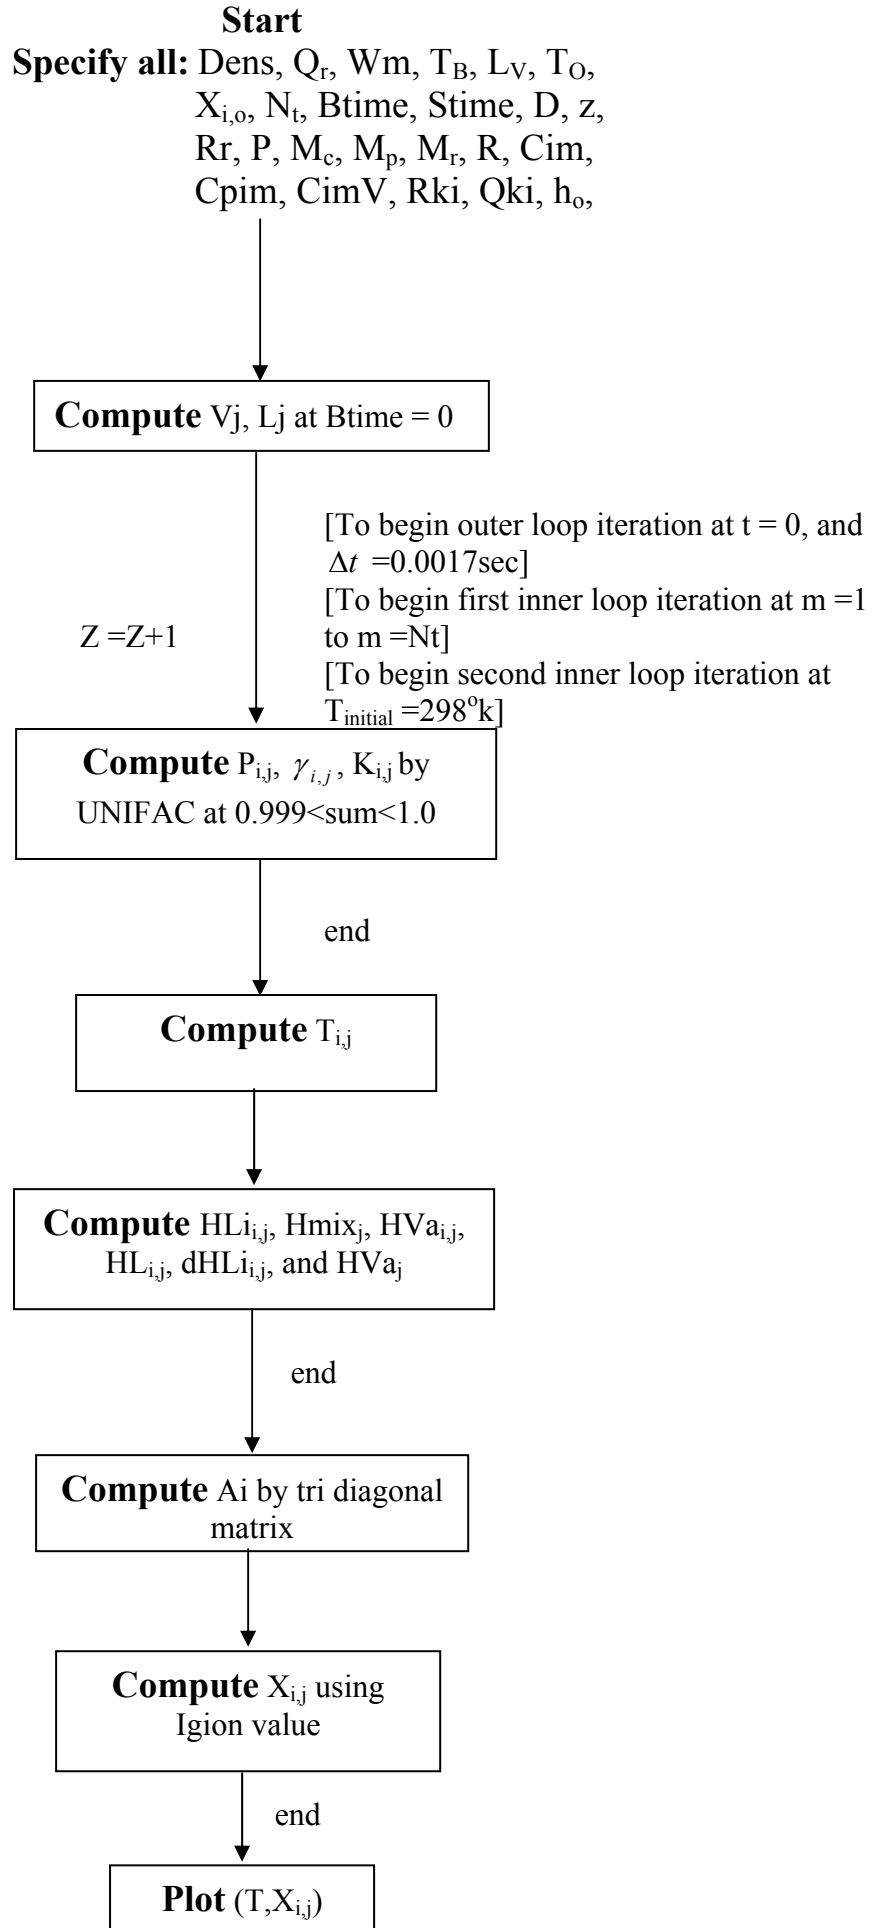 Start
Specify all: Dens, Qr, Wm, TB, LV, TO,
Xi,o, Nt, Btime, Stime, D, z,
Rr, P, Mc, Mp, Mr, R, Cim,
Cpim, CimV, Rki, Qki, ho,
Compute Vj, Lj at Btime = 0
[To begin outer loop iteration at t = 0, and
Δt =0.0017sec]
[To begin first inner loop iteration at m =1
to m =Nt]
[To begin second inner loop iteration at
Tinitial =298ok]
Z =Z+1
Compute Pi,j, γi,j, Ki,j by
UNIFAC at 0.999<sum<1.0
end
Compute Ti,j
Compute HLii,j, Hmixj, HVai,j,
HLi,j, dHLii,j, and HVaj
end
Compute Ai by tri diagonal
matrix
Compute Xi,j using
Igion value
end
Plot (T,Xi,j)